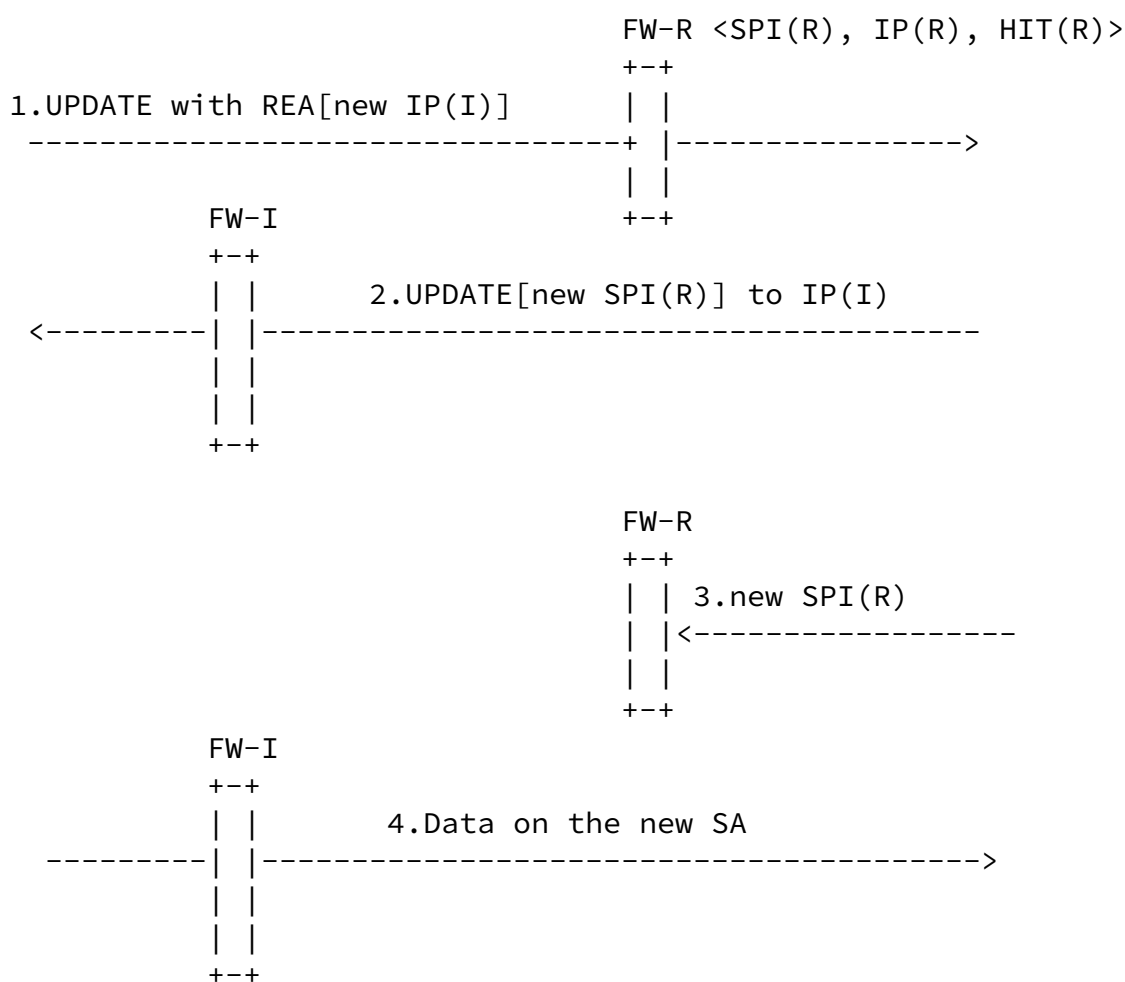 FW-R <SPI(R), IP(R), HIT(R)>
1.UPDATE with REA[new IP(I)]
FW-I
2.UPDATE[new SPI(R)] to IP(I)
FW-R
3.new SPI(R)
FW-I
4.Data on the new SA